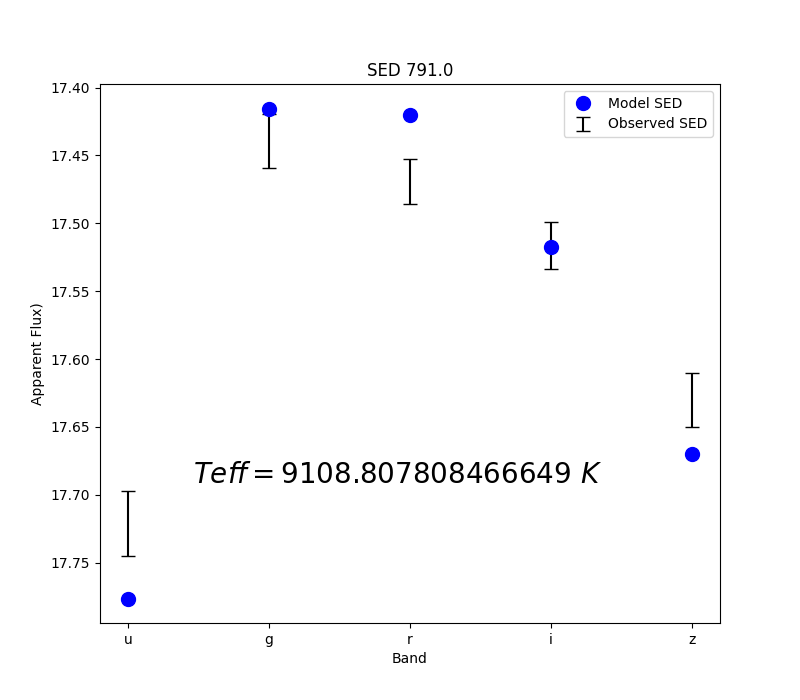 SED 791.0
17.40
17.45
17.50
17.55
17.60
17.65
17.70
17.75
Apparent Flux)
Model SED
Observed SED
Teff = 9108.807808466649 K
u g r i z
Band